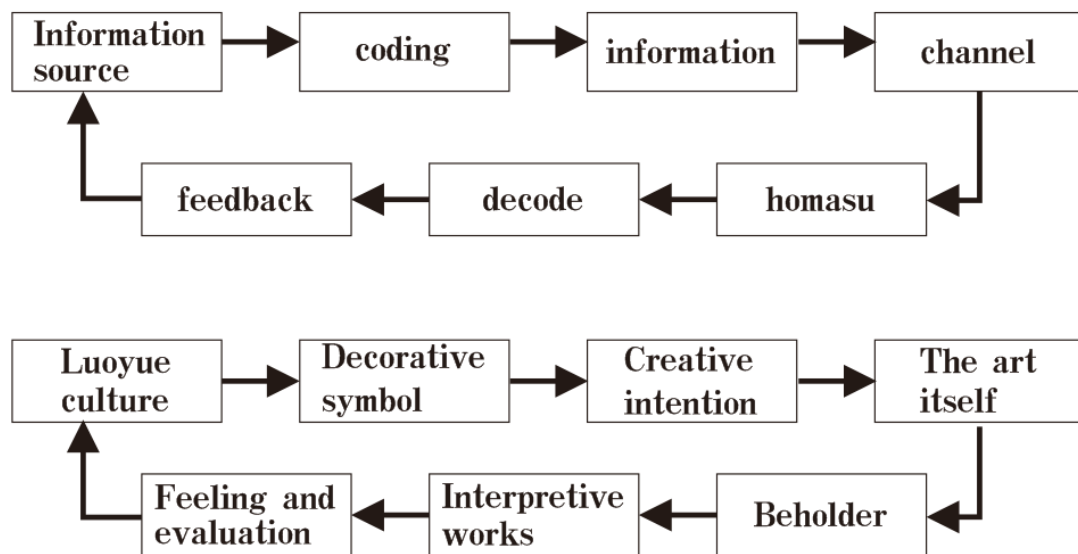 Information
source
coding
information
channel
feedback
decode
homasu
Luoyue
culture
Decorative
symbol
Creative
intention
The art
itself
Feeling and
evaluation
Interpretive
works
Beholder